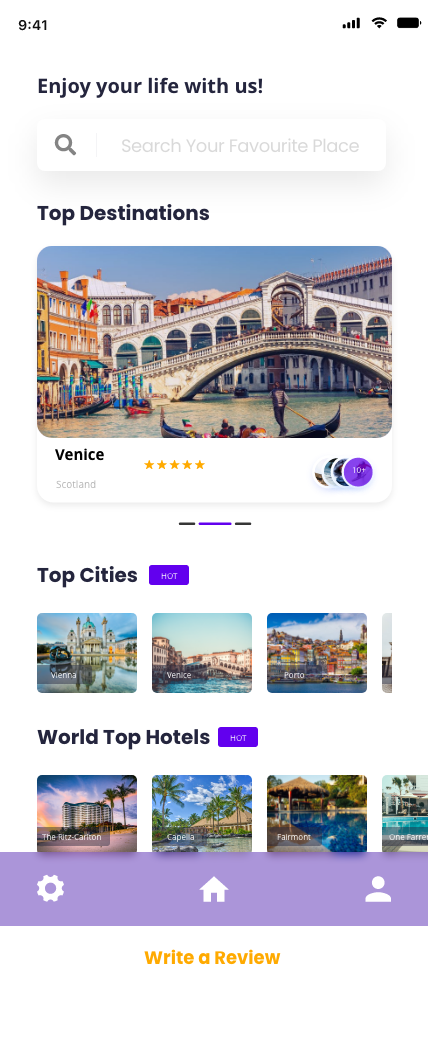 9:41
Enjoy your life with us!
Search Your Favourite Place
Top Destinations
Venice
Scotland
10+
Top Cities HOT
Vienna Venice Porto
World Top Hotels HOT
The Ritz-Carlton Capella Fairmont One Farrer
Write a Review